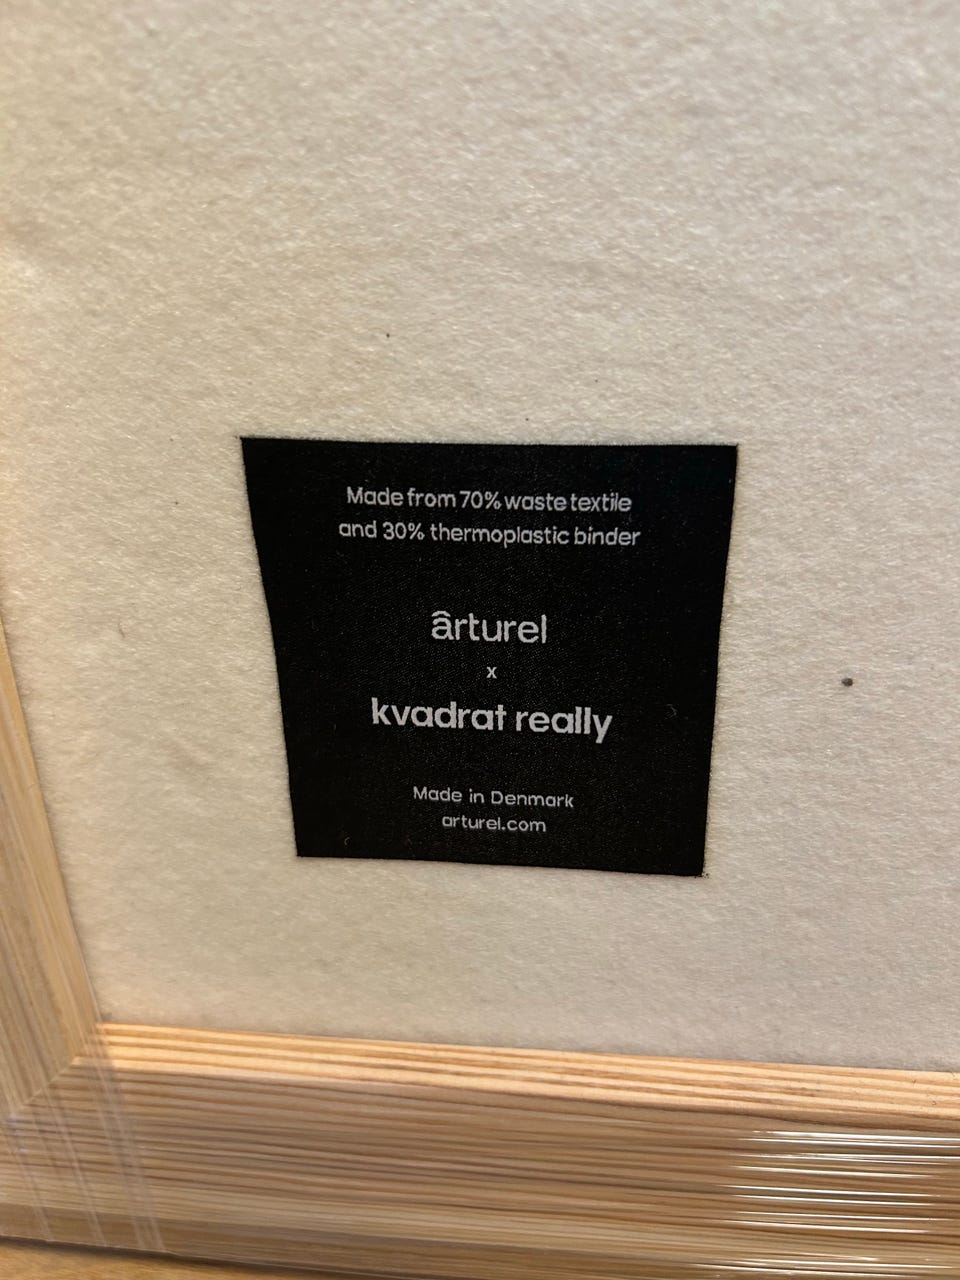 Made from 70% waste textile
and 30% thermoplastic binder
ârturel
x
kvadrat really
Made in Denmark
arturel.com